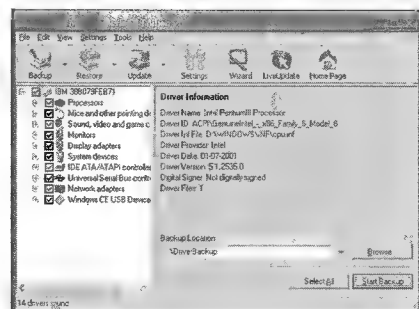 File Edit View Settings Tools Help
Backup Restore Update Settings Wizard LiveUpdate Home Page
Processors
Mice and other pointing de
Sound, video and game c
Monitors
Display adapters
System devices
IDE ATA/ATAPI controller
Universal Serial Bus contr
Network adapters
Windows CE USB Device
Driver Information
Driver Name: Intel Pentium III Processor
Driver Provider: Intel
Driver Date: 01-07-2001
Digital Signer: Not digitally signed
Backup Location
Browse
Select All Start Backup
14 drivers found